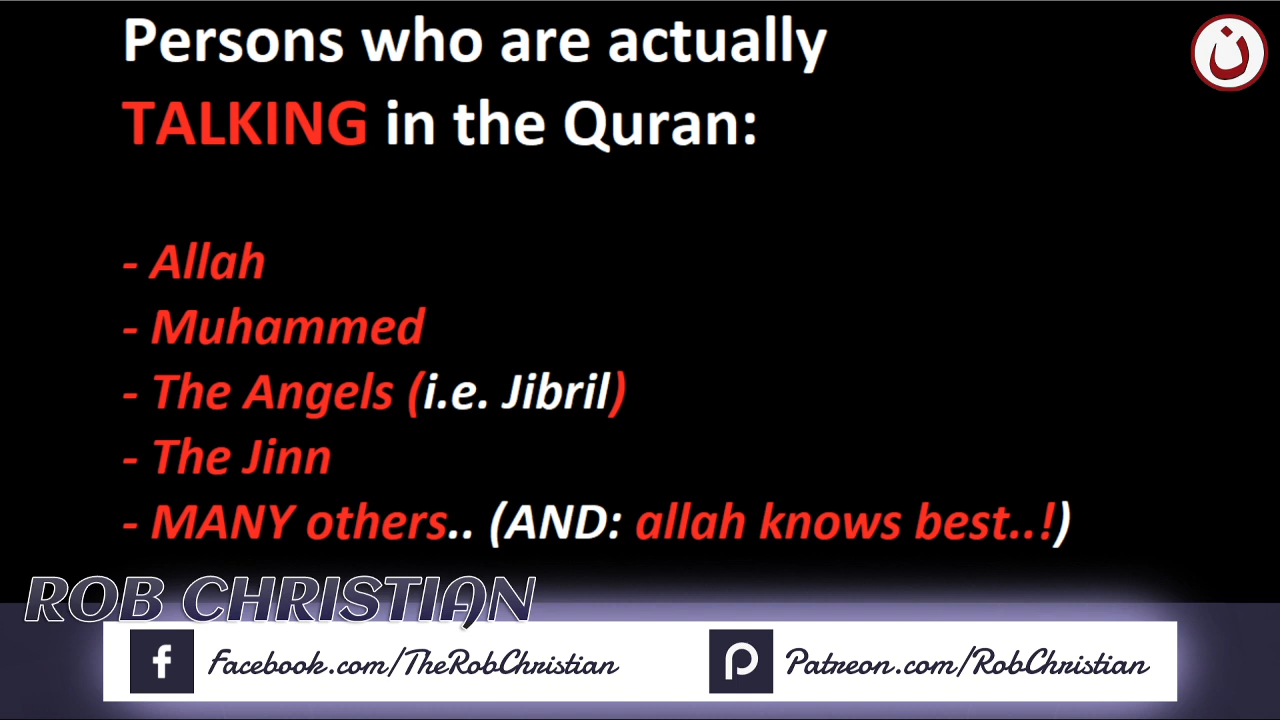 Persons who are actually
TALKING in the Quran:
ن
- Allah
- Muhammed
- The Angels (i.e. Jibril)
- The Jinn
- MANY others.. (AND: allah knows best..!)
ROB CHRISTIAN
f Facebook.com/TheRobChristian
Patreon.com/RobChristian